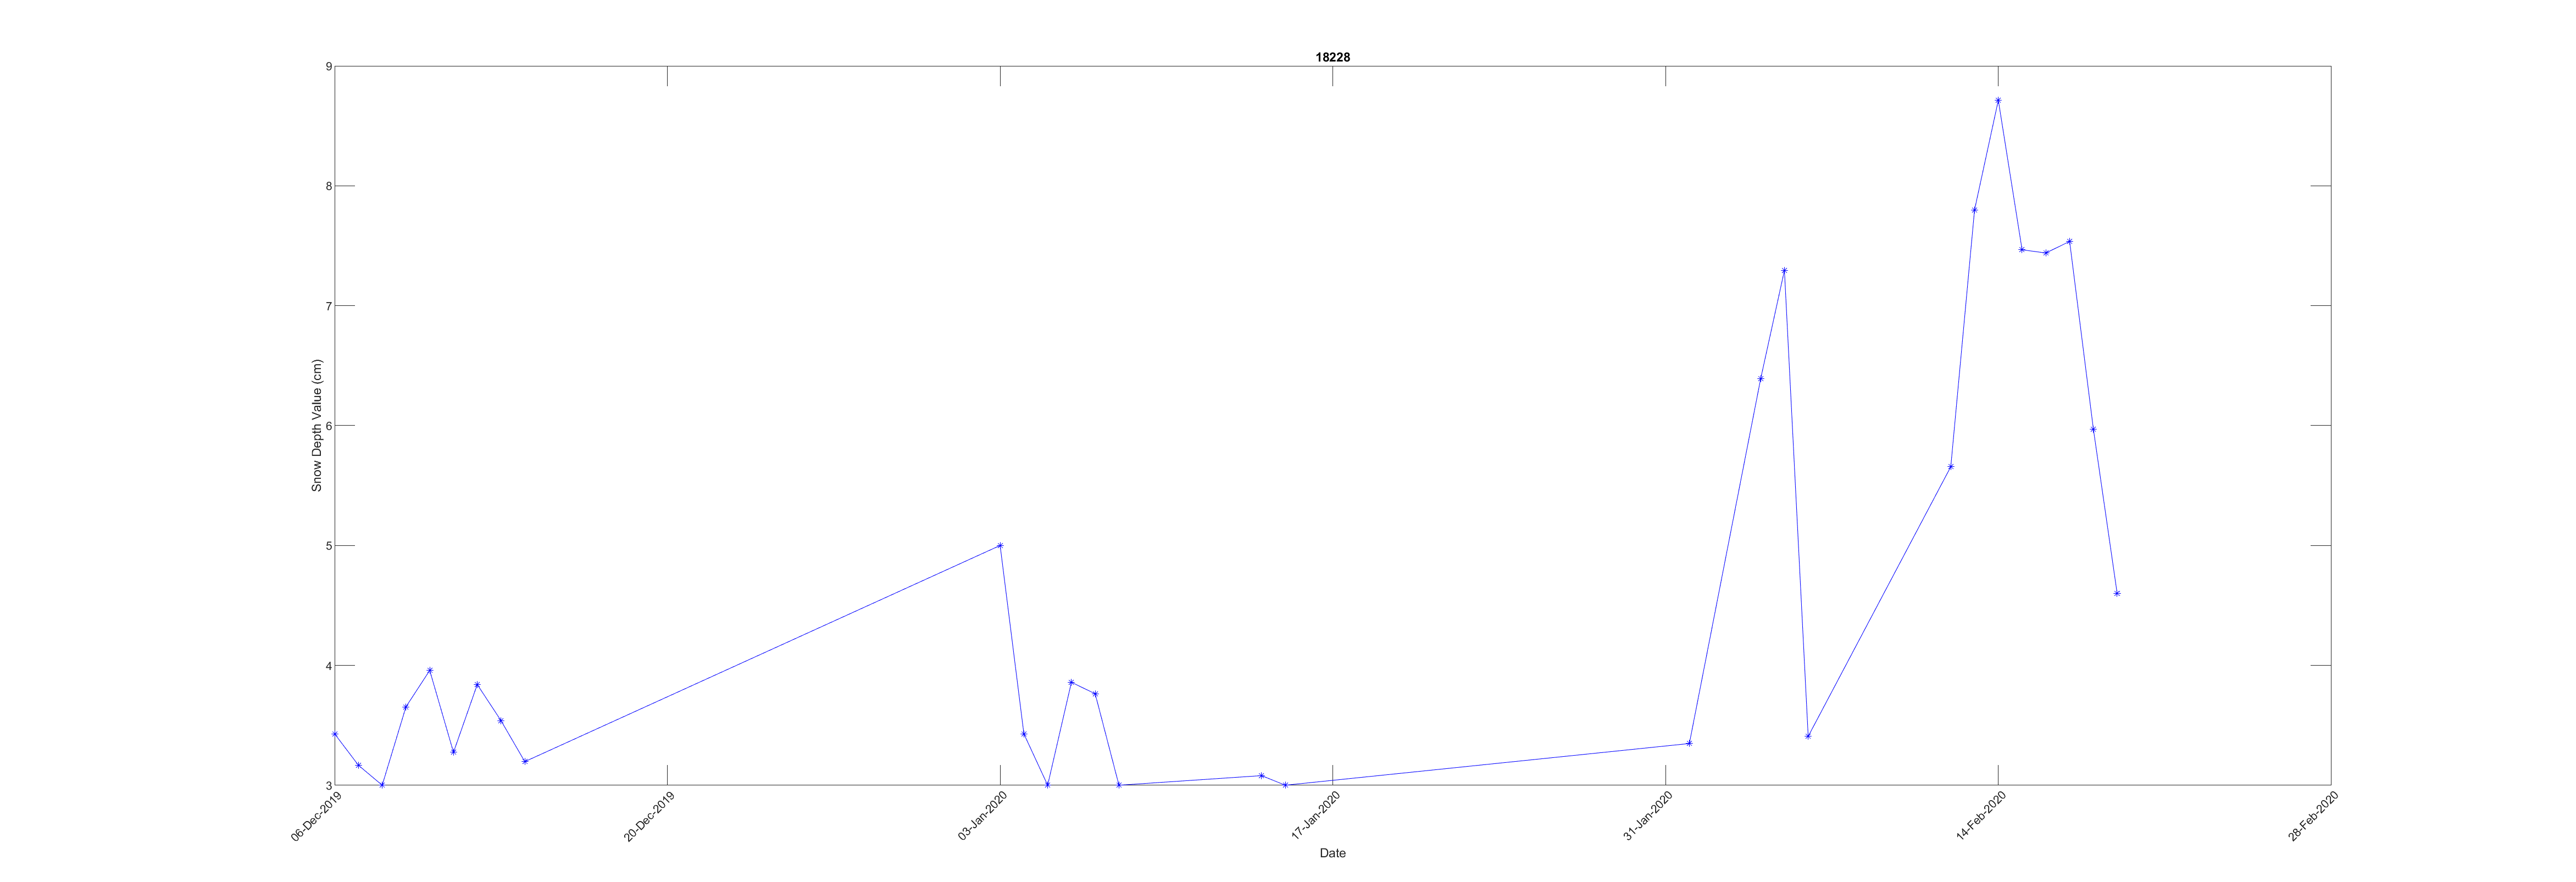 18228
9
8
7
6
5
4
3
Snow Depth Value (cm)
06-Dec-2019
20-Dec-2019
03-Jan-2020
17-Jan-2020
31-Jan-2020
14-Feb-2020
28-Feb-2020
Date